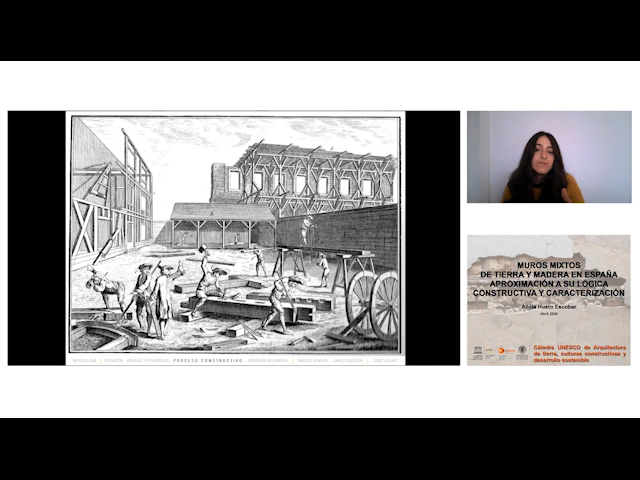 PROCESO CONSTRUCTIVO
MUROS MIXTOS
DE TIERRA Y MADERA EN ESPAÑA
APROXIMACIÓN A SU LÓGICA
CONSTRUCTIVA Y CARACTERIZACIÓN
Alicia Hueto Escobar
Cátedra UNESCO de Arquitectura
de tierra, culturas constructivas y
desarrollo sostenible